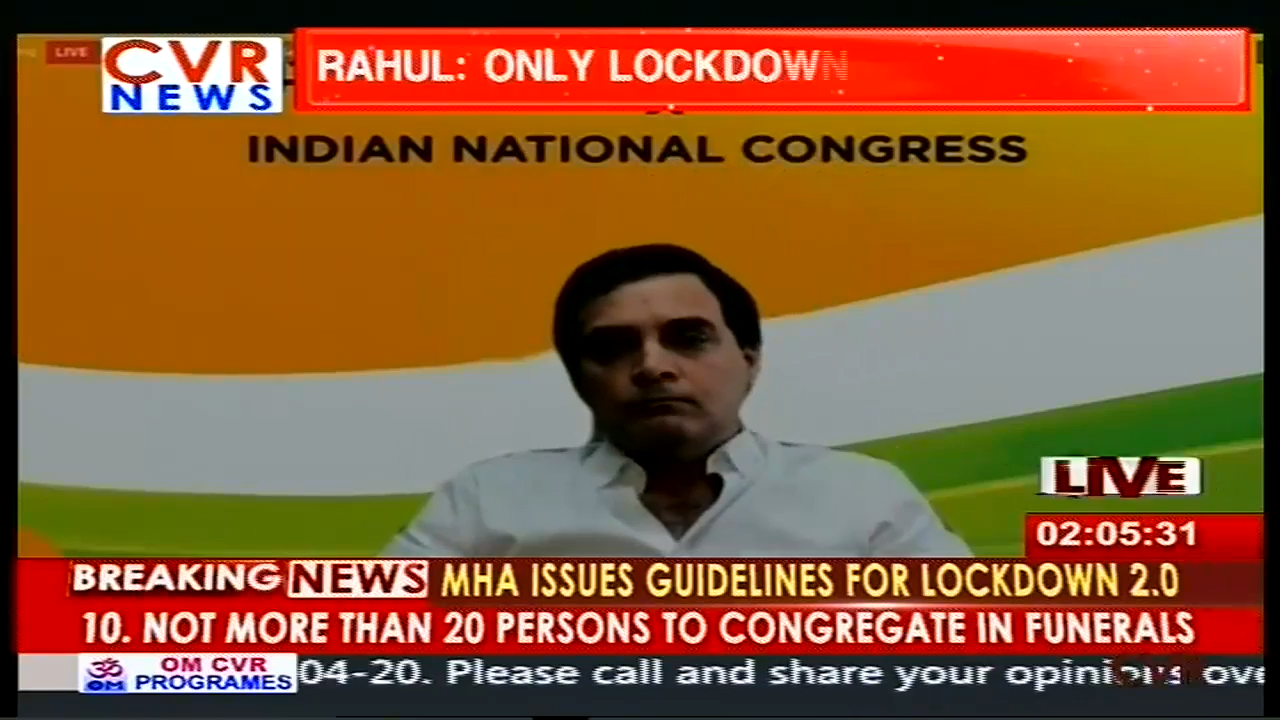 LIVE
CVR
NEWS
RAHUL: ONLY LOCKDOWN
INDIAN NATIONAL CONGRESS
LIVE
02:05:31
BREAKING NEWS MHA ISSUES GUIDELINES FOR LOCKDOWN 2.0
10. NOT MORE THAN 20 PERSONS TO CONGREGATE IN FUNERALS
ॐ OM CVR
OM PROGRAMES
04-20. Please call and share your opinions ove